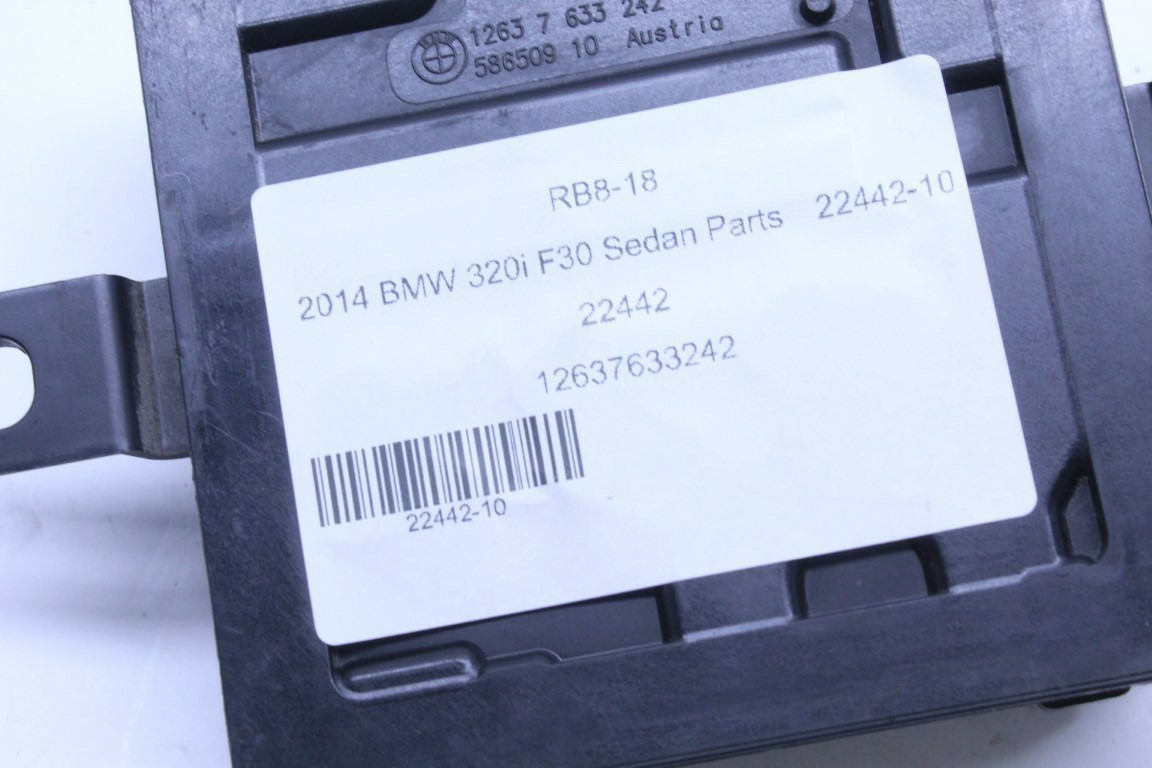 1263 7 633 242
586509 10 Austria
RB8-18
2014 BMW 320i F30 Sedan Parts 22442-10
22442
12637633242
22442-10